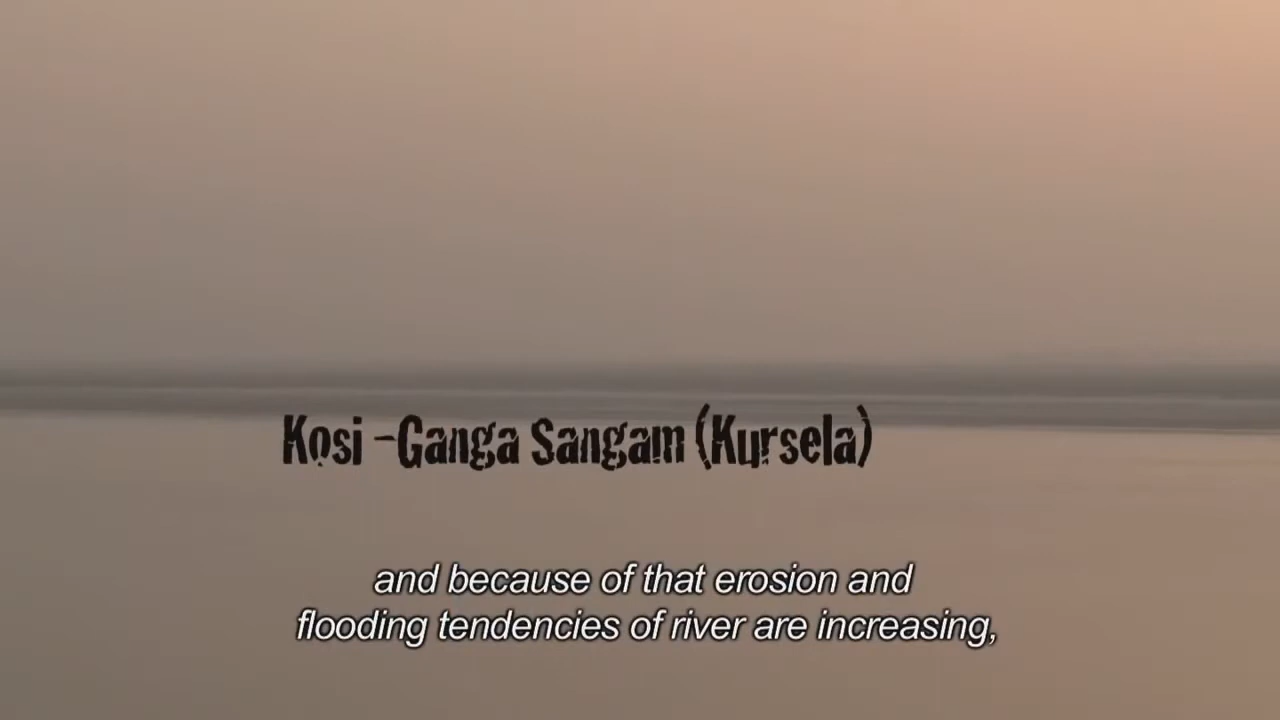 Kosi -Ganga Sangam (Kursela)
and because of that erosion and
flooding tendencies of river are increasing,